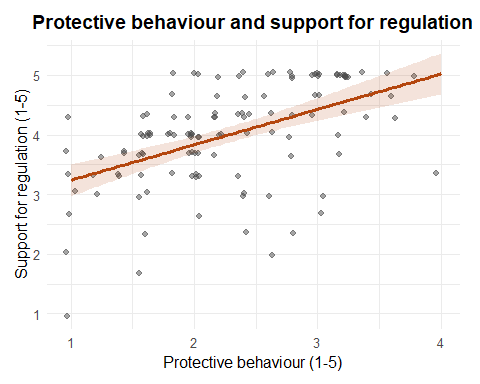 Protective behaviour and support for regulation
Support for regulation (1-5)
5
4
3
2
1
1 2 3 4
Protective behaviour (1-5)